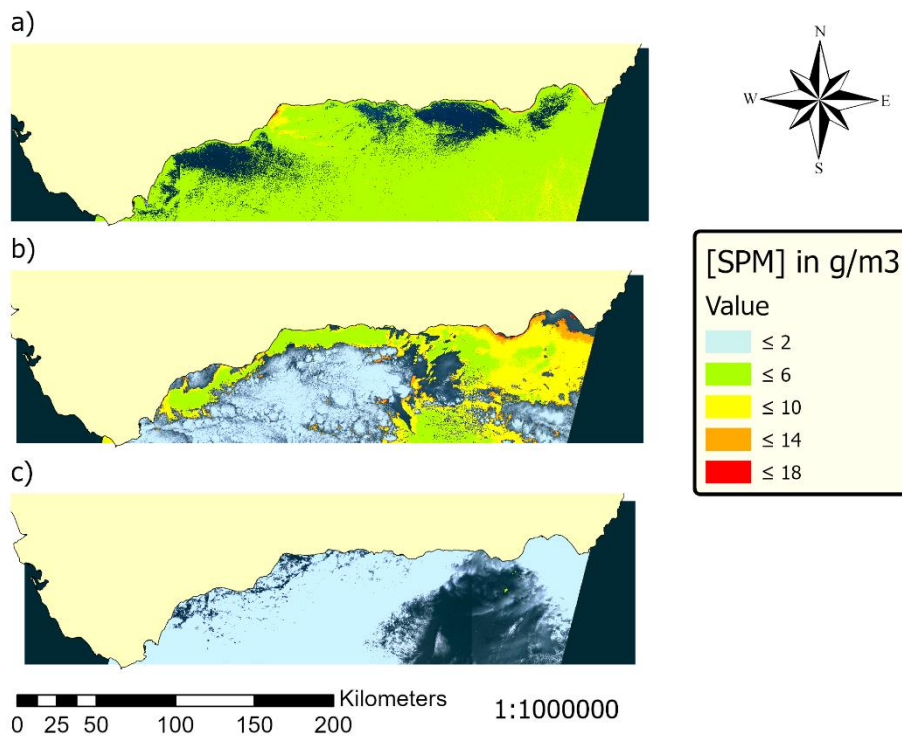 a)
N
W
E
S
b)
[SPM] in g/m3
Value
≤ 2
≤ 6
≤ 10
≤ 14
≤ 18
c)
Kilometers
0 25 50 100 150 200
1:1000000